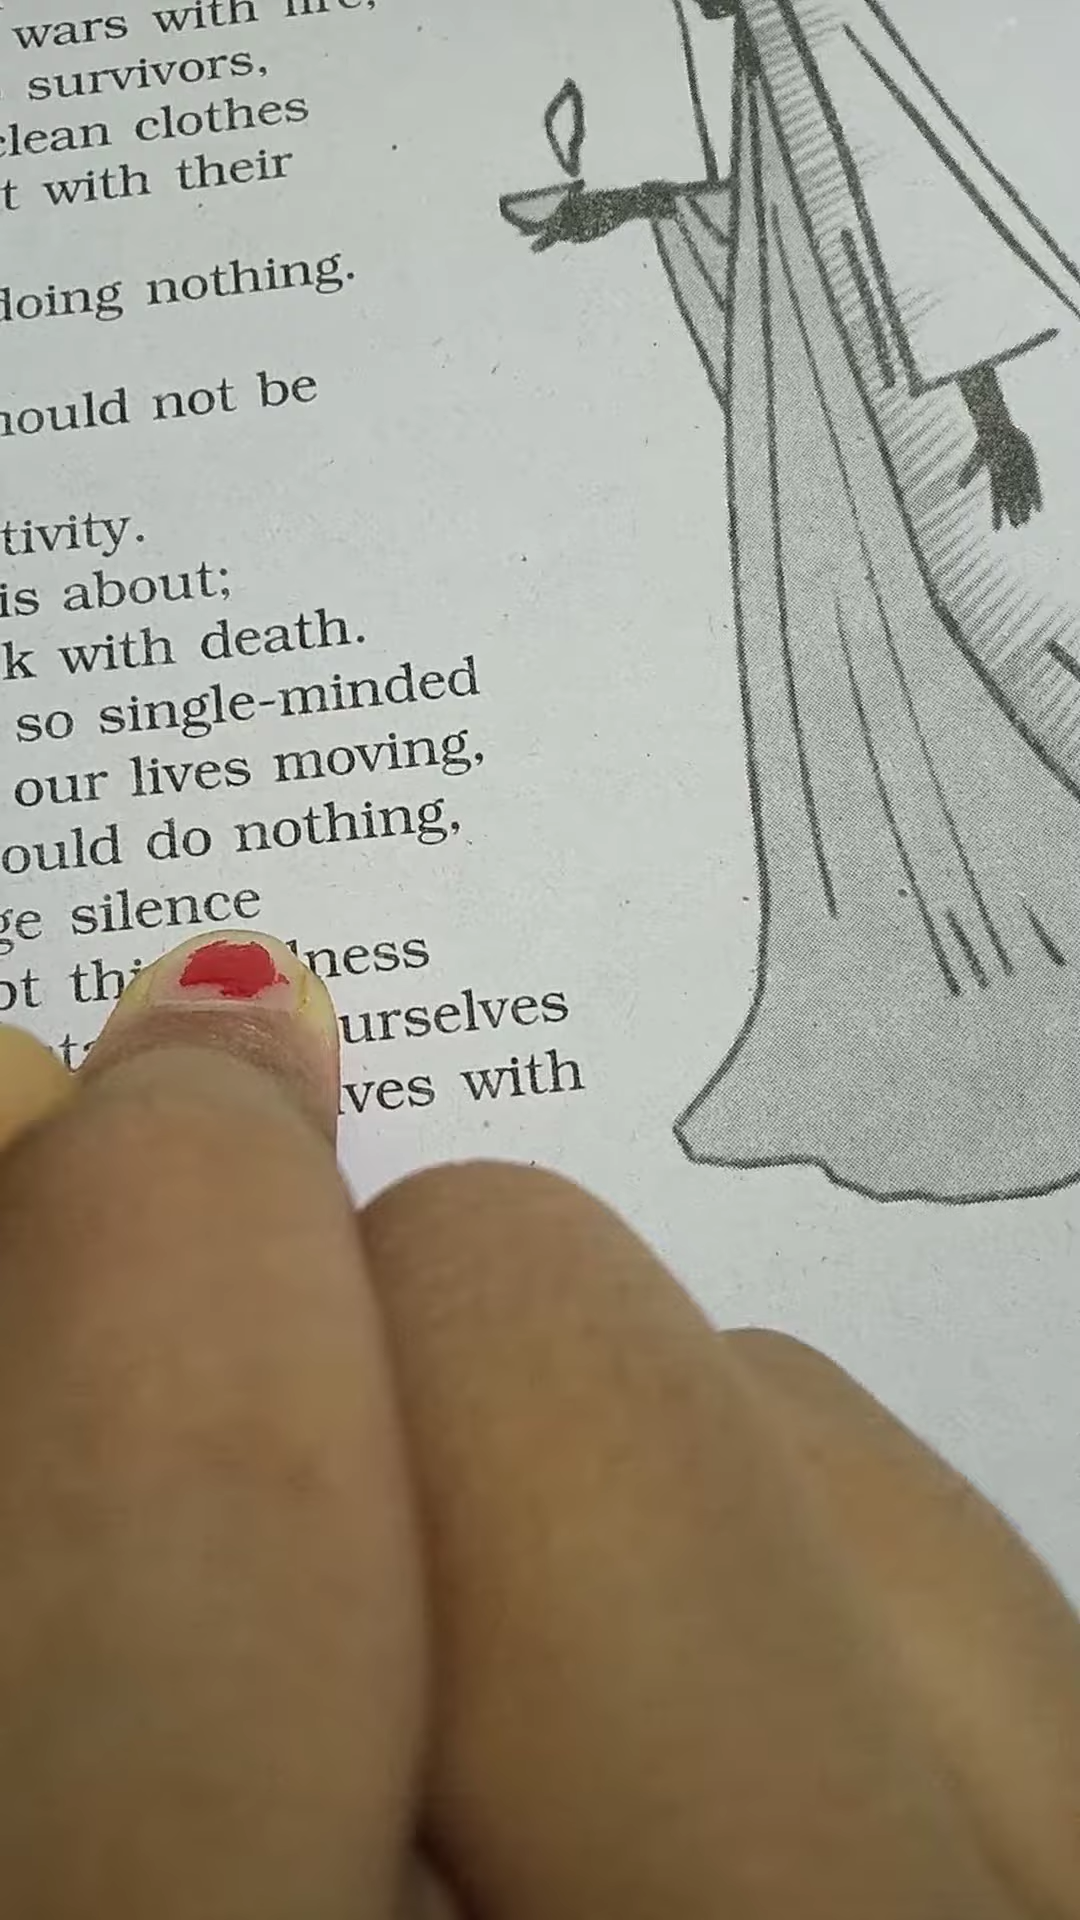 wars with fire,
survivors,
clean clothes
t with their
doing nothing.
hould not be
tivity.
is about;
k with death.
so single-minded
our lives moving,
ould do nothing,
ge silence
ot thi ness
urselves
ves with